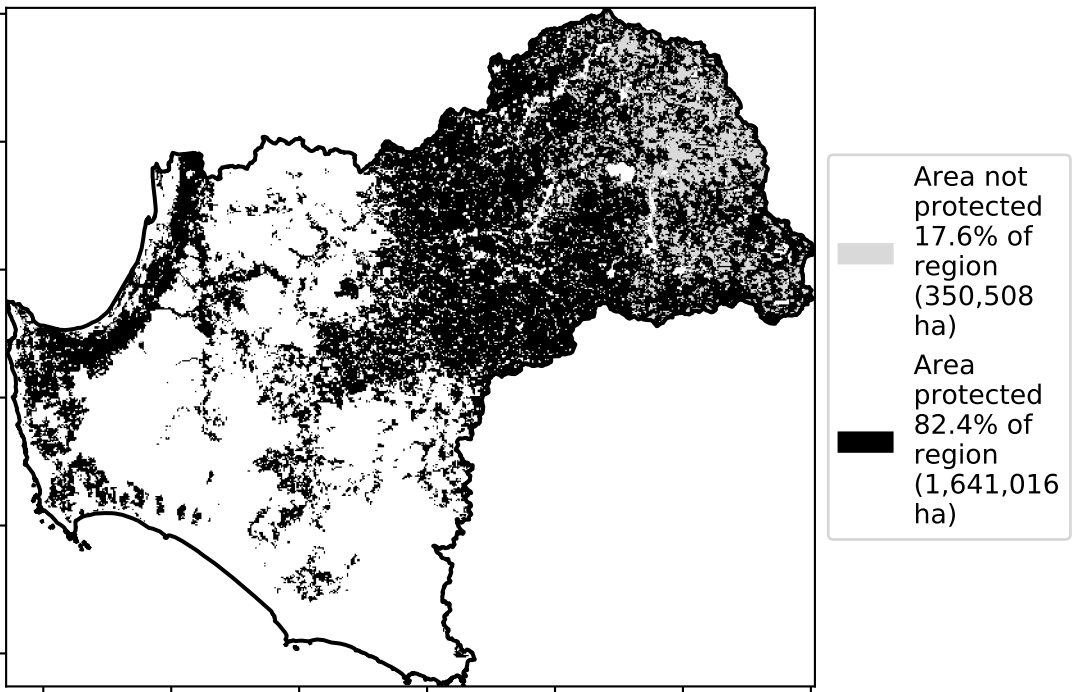 Area not
protected
17.6% of
region
(350,508
ha)
Area
protected
82.4% of
region
(1,641,016
ha)